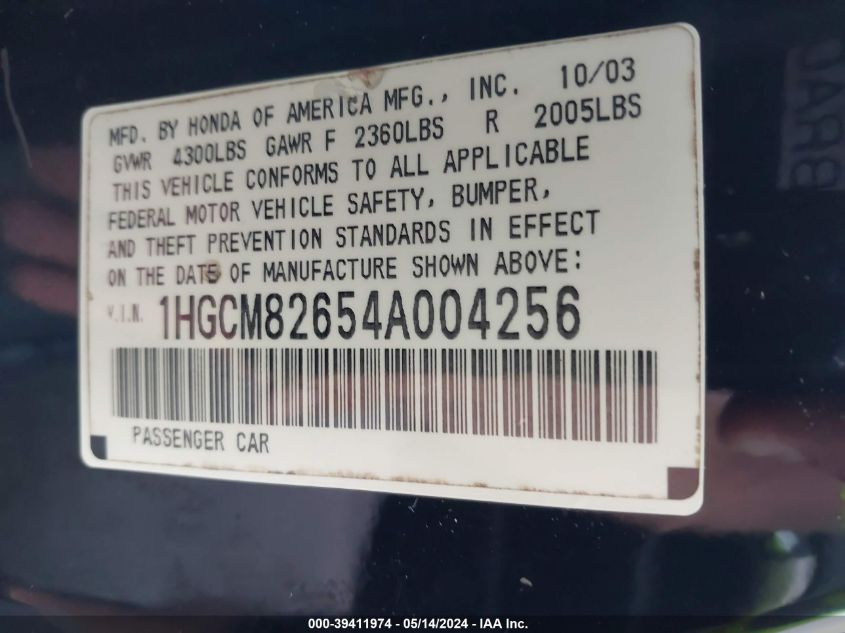 MFD. BY HONDA OF AMERICA MFG., INC. 10/03
GVWR 4300LBS GAWR F 2360LBS R 2005LBS
THIS VEHICLE CONFORMS TO ALL APPLICABLE
FEDERAL MOTOR VEHICLE SAFETY, BUMPER,
AND THEFT PREVENTION STANDARDS IN EFFECT
ON THE DATE OF MANUFACTURE SHOWN ABOVE:
V.I.N. 1HGCM82654A004256
PASSENGER CAR
000-39411974 - 05/14/2024 - IAA Inc.